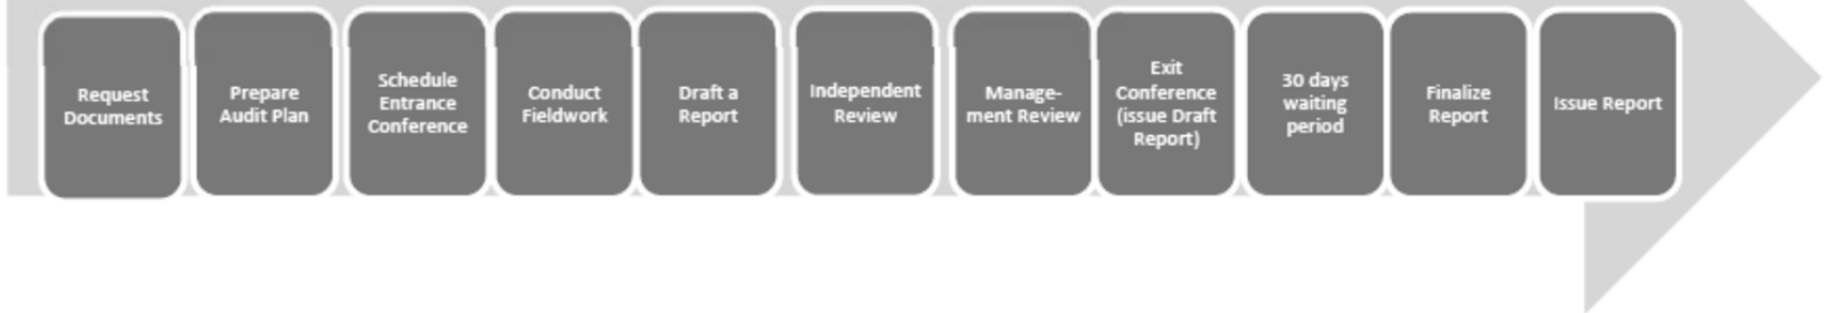 Request
Documents
Prepare
Audit Plan
Schedule
Entrance
Conference
Conduct
Fieldwork
Draft a
Report
Independent
Review
Manage-
ment Review
Exit
Conference
(issue Draft
Report)
30 days
waiting
period
Finalize
Report
Issue Report